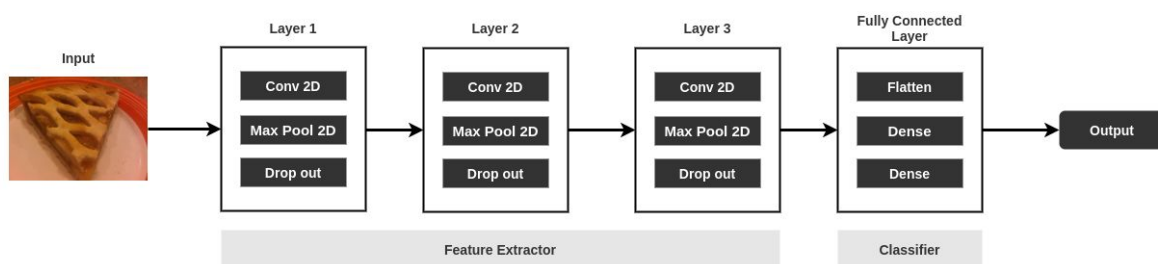 Input
Layer 1
Conv 2D
Max Pool 2D
Drop out
Layer 2
Conv 2D
Max Pool 2D
Drop out
Layer 3
Conv 2D
Max Pool 2D
Drop out
Fully Connected
Layer
Flatten
Dense
Dense
Output
Feature Extractor
Classifier